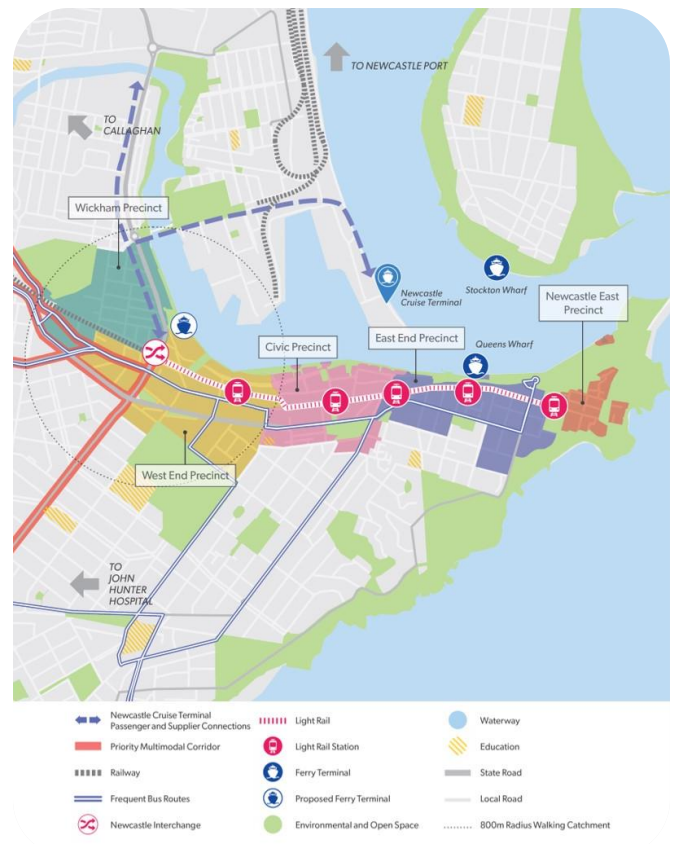 TO NEWCASTLE PORT
TO
CALLAGHAN
Wickham Precinct
Newcastle
Cruise Terminal
Stockton Wharf
Newcastle East
Precinct
Civic Precinct
East End Precinct
Queens Wharf
West End Precinct
TO
JOHN
HUNTER
HOSPITAL
Newcastle Cruise Terminal
Passenger and Supplier Connections
Priority Multimodal Corridor
Railway
Frequent Bus Routes
Newcastle Interchange
Light Rail
Light Rail Station
Ferry Terminal
Proposed Ferry Terminal
Environmental and Open Space
Waterway
Education
State Road
Local Road
800m Radius Walking Catchment